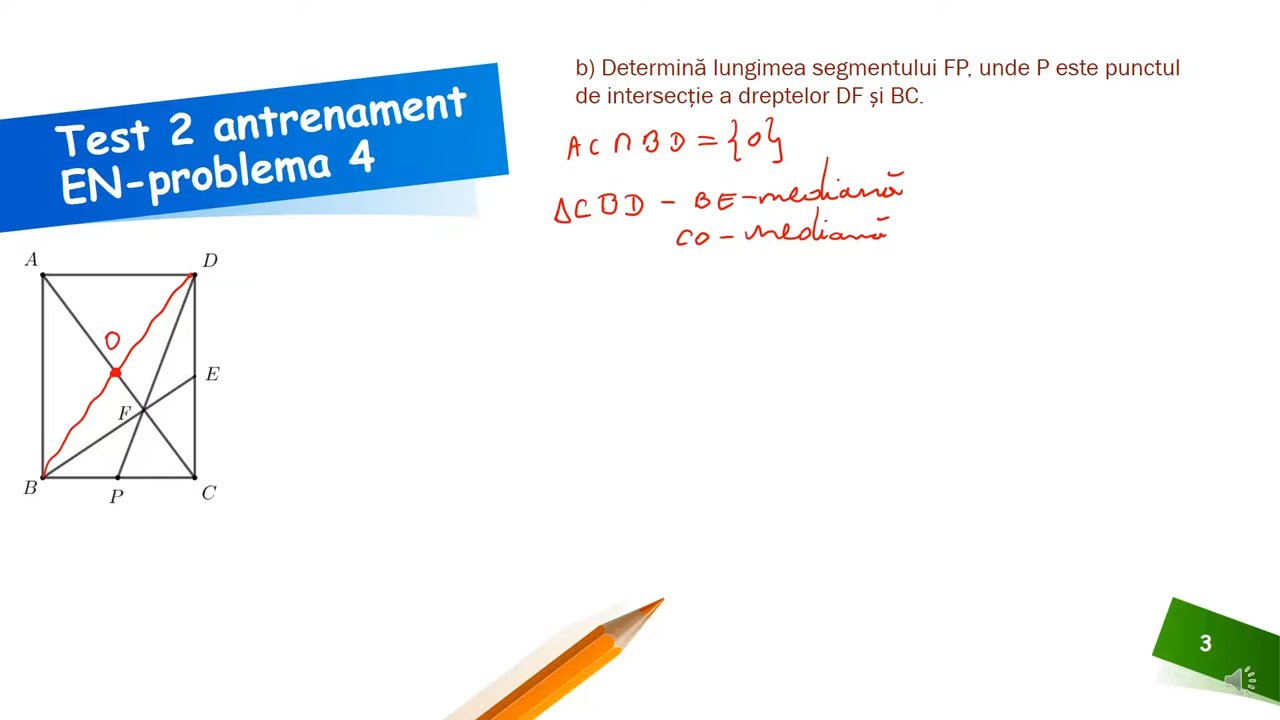 Test 2 antrenament
EN-problema 4
b) Determină lungimea segmentului FP, unde P este punctul
de intersecție a dreptelor DF și BC.
AC ∩ BD = {O}
ΔCBD - BE - mediană
CO - mediană
A
D
O
E
F
B
P
C
3